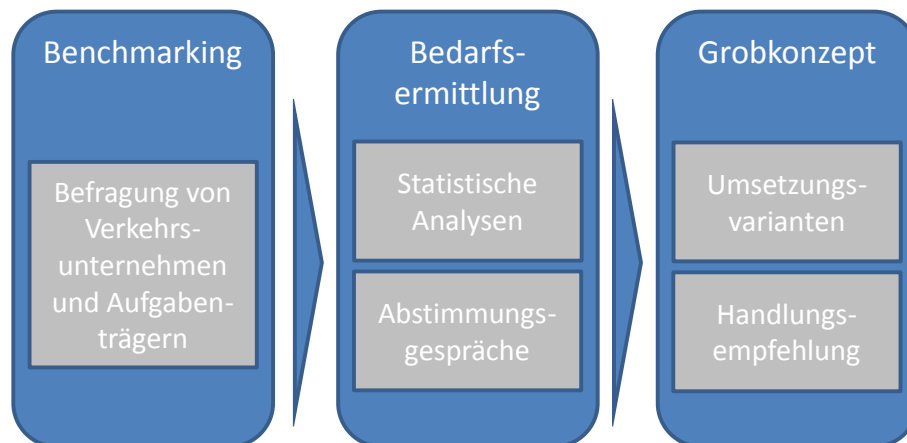 Benchmarking
Befragung von
Verkehrs-
unternehmen
und Aufgaben-
trägern
Bedarfs-
ermittlung
Statistische
Analysen
Abstimmungs-
gespräche
Grobkonzept
Umsetzungs-
varianten
Handlungs-
empfehlung